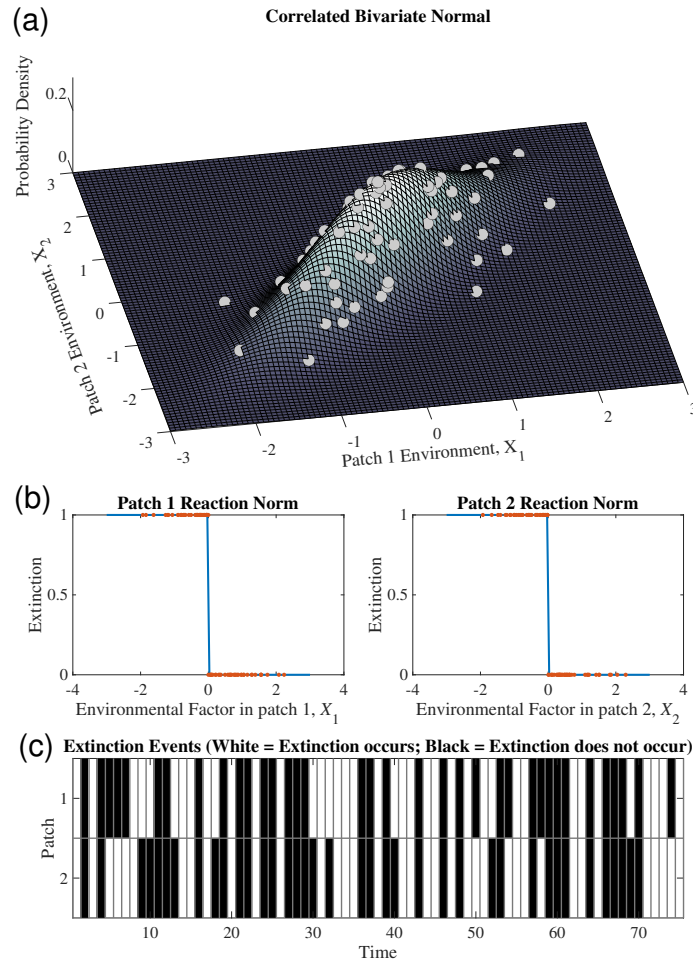 (a)
Correlated Bivariate Normal
Probability Density
0.2
0
3
2
1
0
-1
-2
-3
Patch 2 Environment, X2
-3
-2
-1
0
1
2
3
Patch 1 Environment, X1
(b)
Patch 1 Reaction Norm
Extinction
1
0.5
0
-4 -2 0 2 4
Environmental Factor in patch 1, X1
Patch 2 Reaction Norm
Extinction
1
0.5
0
-4 -2 0 2 4
Environmental Factor in patch 2, X2
(c)
Extinction Events (White = Extinction occurs; Black = Extinction does not occur)
Patch
1
2
10 20 30 40 50 60 70
Time